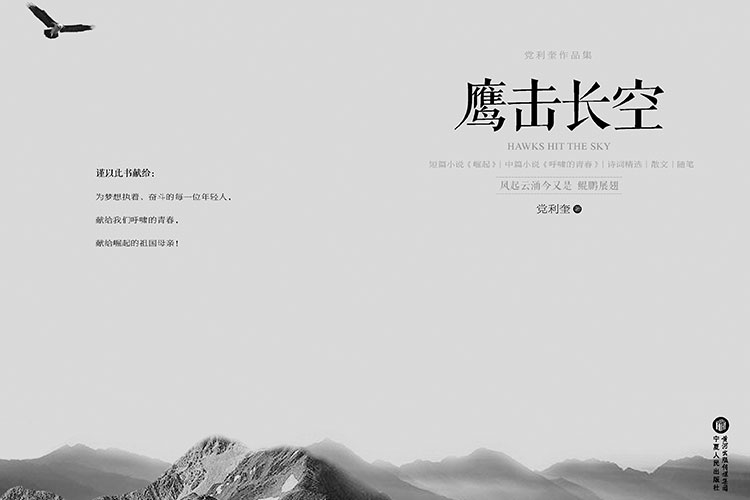 谨以此书献给：
为梦想执着、奋斗的每一位年轻人，
献给我们呼啸的青春，
献给崛起的祖国母亲！
党利奎作品集
鹰击长空
HAWKS HIT THE SKY
短篇小说《崛起》| 中篇小说《呼啸的青春》| 诗词精选 | 散文 | 随笔
风起云涌今又是 鲲鹏展翅
党利奎 著
黄河出版传媒集团
宁夏人民出版社